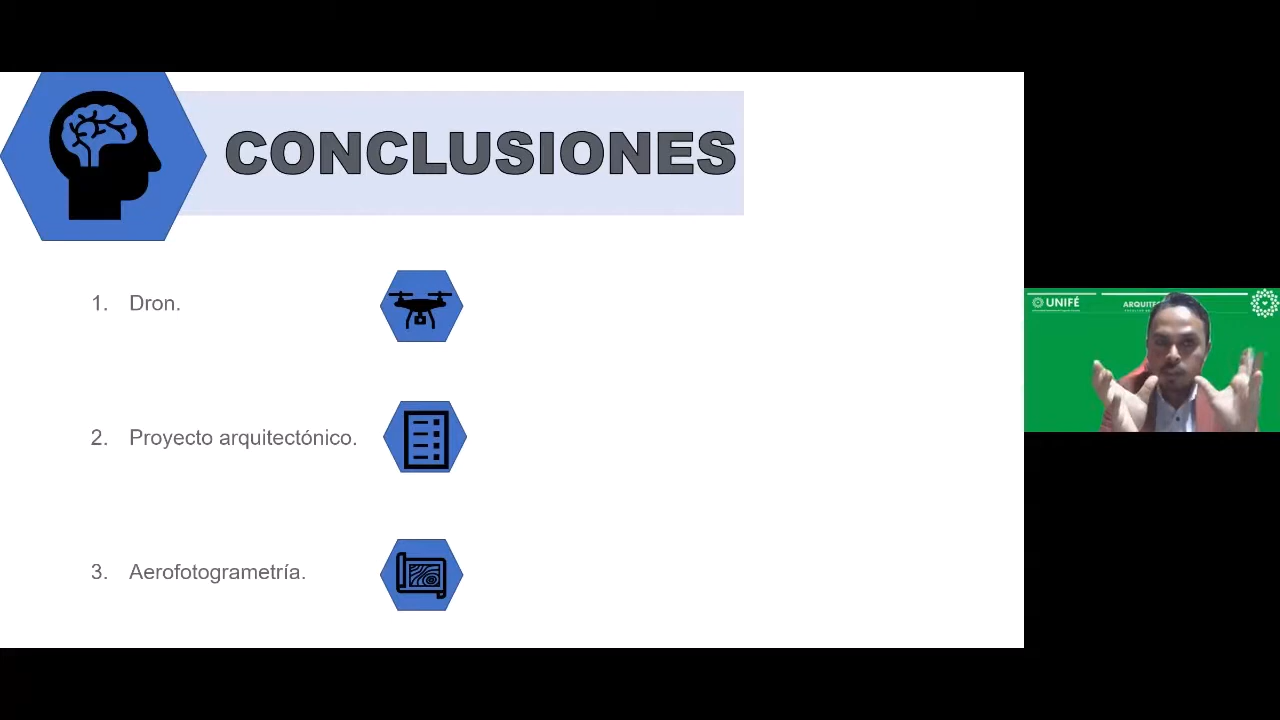 CONCLUSIONES
1. Dron.
2. Proyecto arquitectónico.
3. Aerofotogrametría.
UNIFÉ